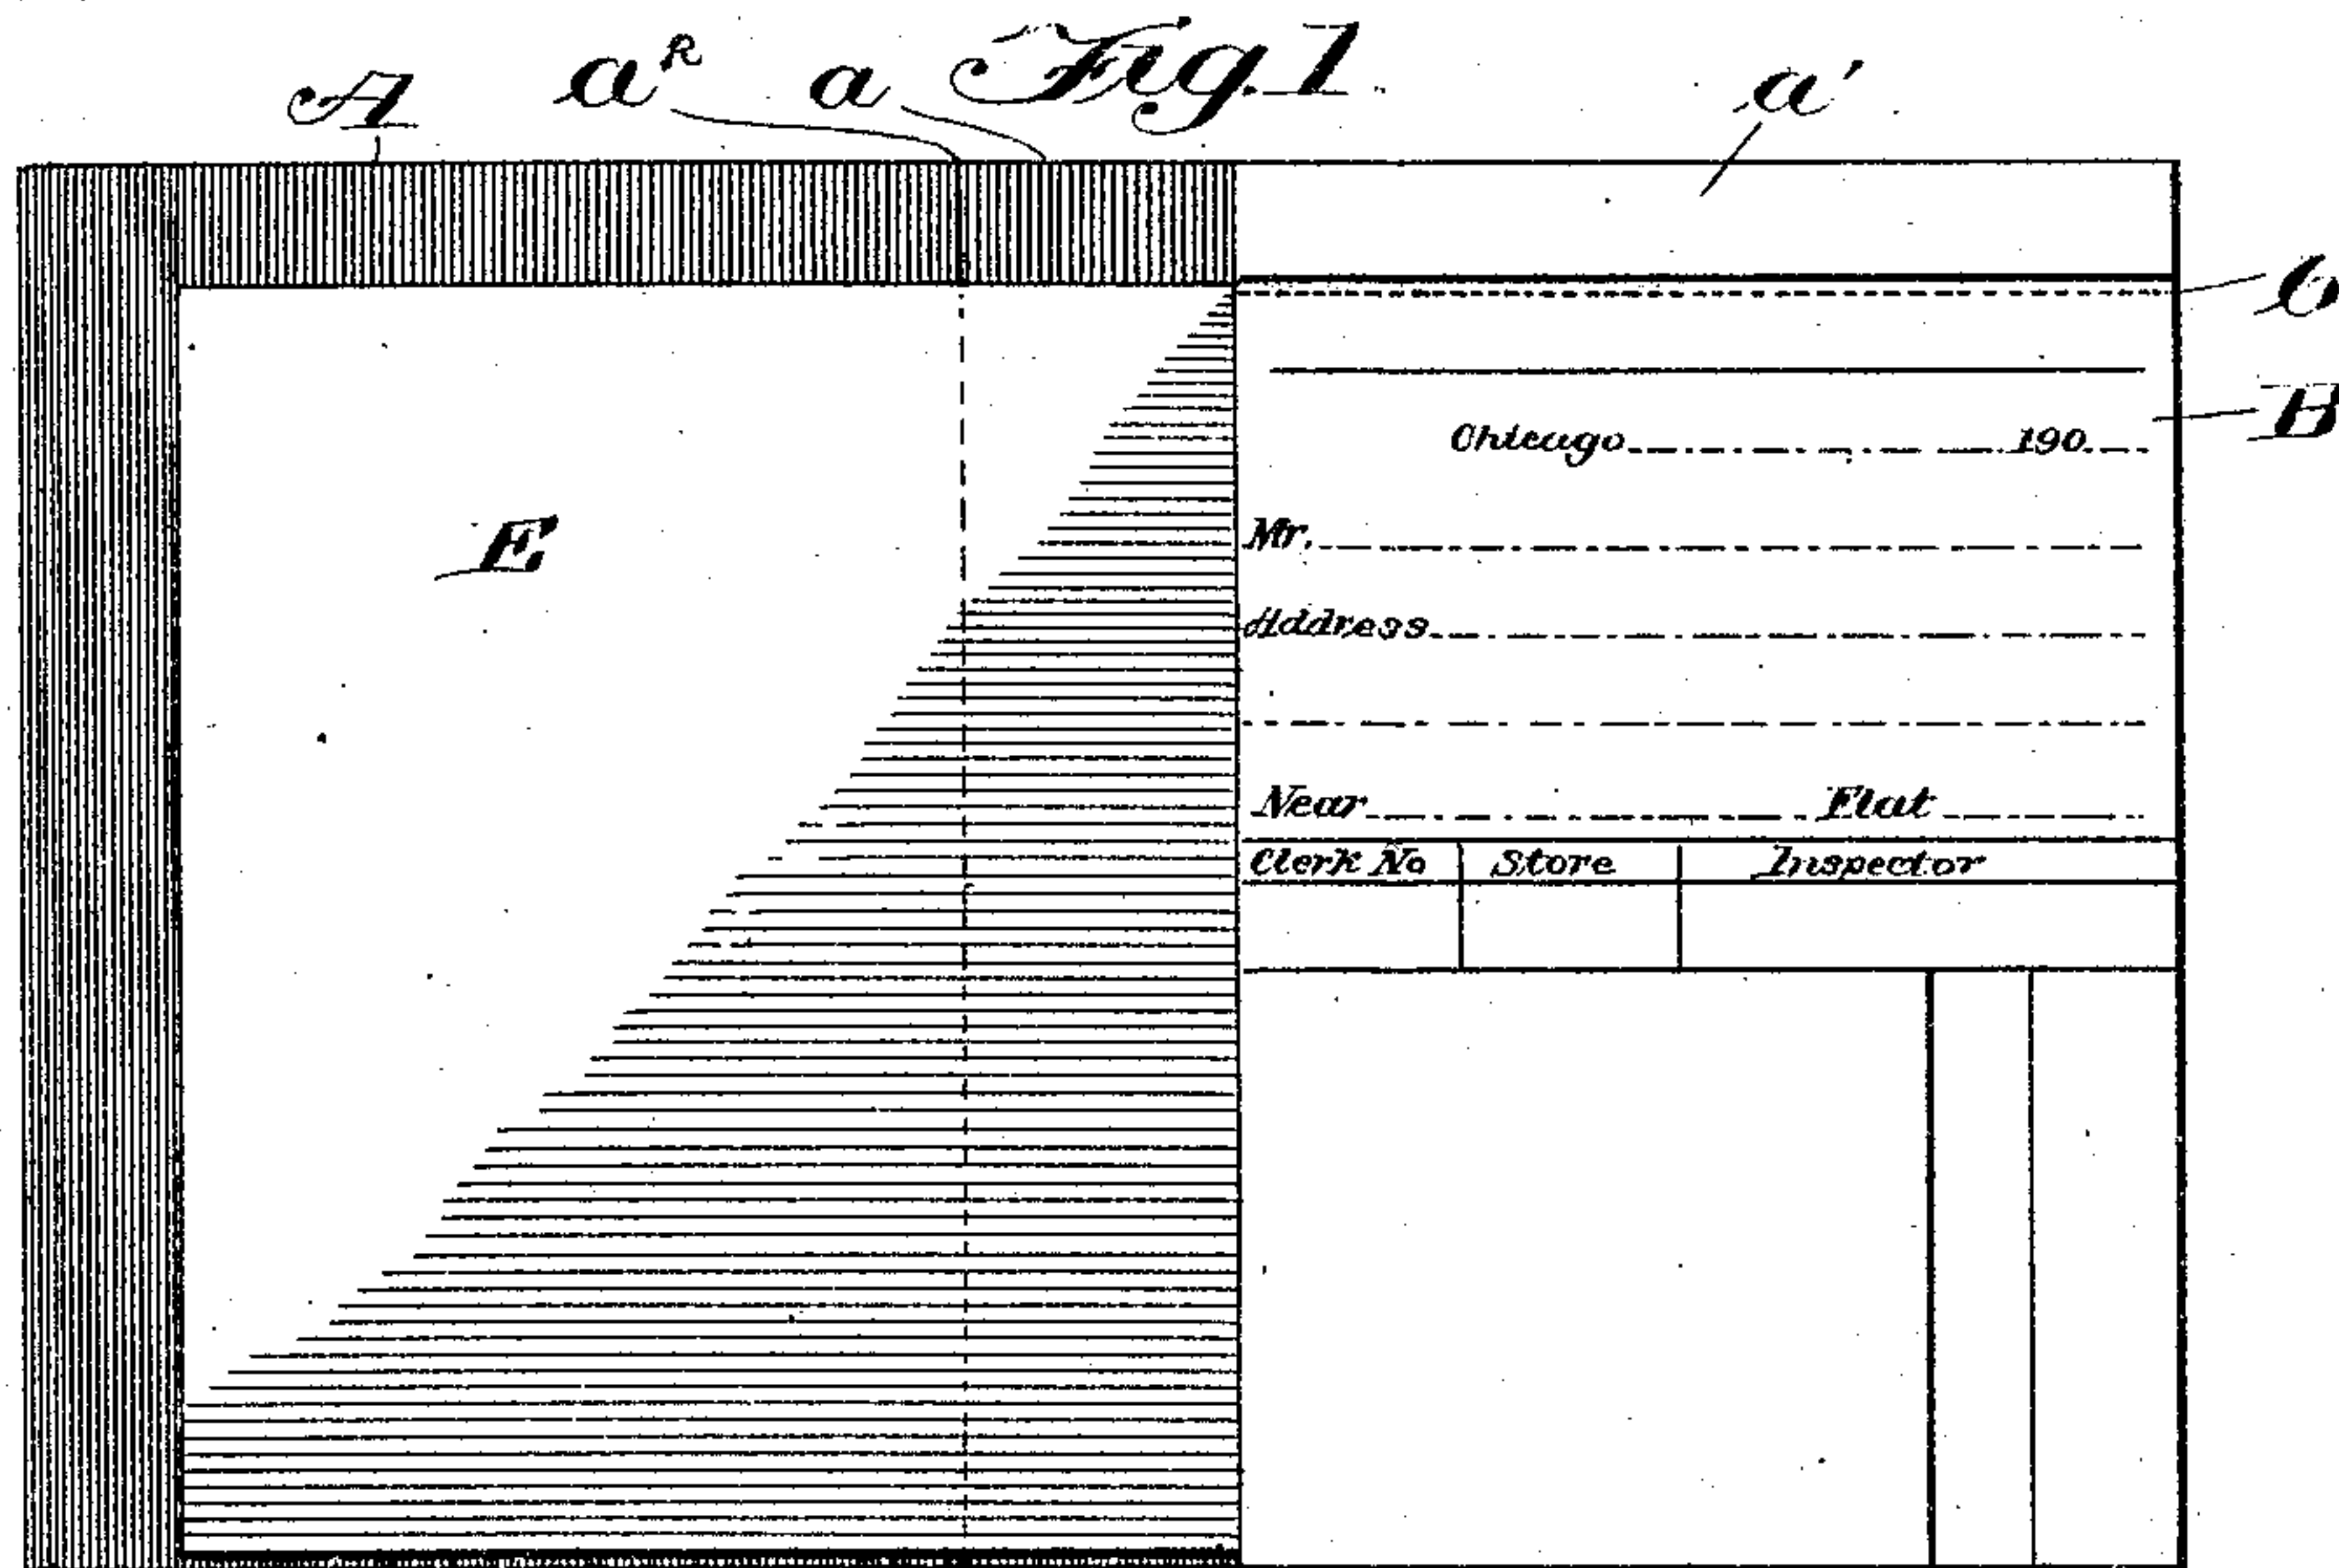 A a² a Fig.1. a'
C
B
Chicago 190
Mr.
E
Address
Near Flat
Clerk No Store Inspector